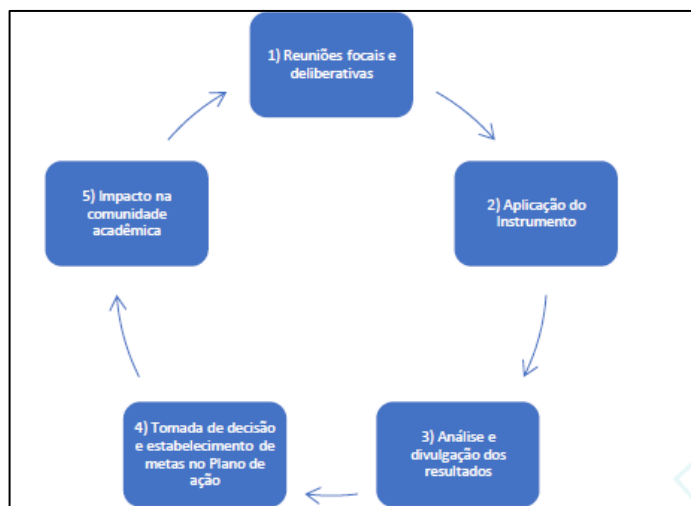 1) Reuniões focais e
deliberativas
2) Aplicação do
Instrumento
3) Análise e
divulgação dos
resultados
4) Tomada de decisão
e estabelecimento de
metas no Plano de
ação
5) Impacto na
comunidade
acadêmica